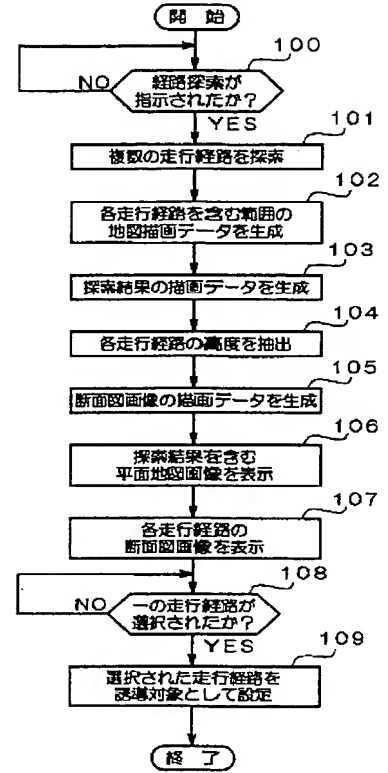 開 始
100
経路探索が
指示されたか?
NO
YES
101
複数の走行経路を探索
102
各走行経路を含む範囲の
地図描画データを生成
103
探索結果の描画データを生成
104
各走行経路の高度を抽出
105
断面図画像の描画データを生成
106
探索結果を含む
平面地図画像を表示
107
各走行経路の
断面図画像を表示
108
一の走行経路が
選択されたか?
NO
YES
109
選択された走行経路を
誘導対象として設定
終 了